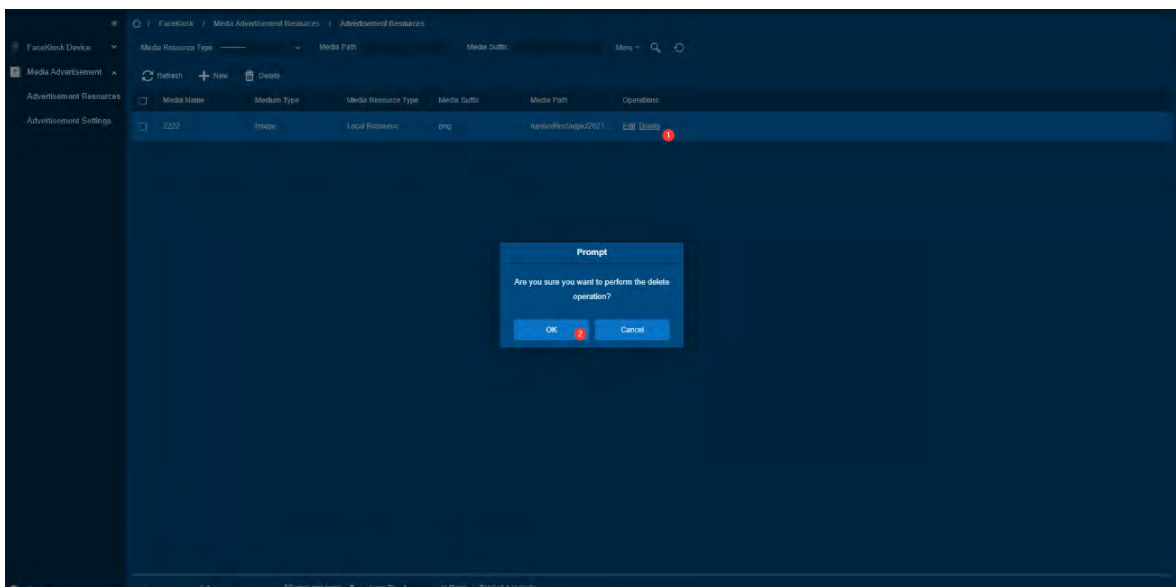 / FaceKiosk / Media Advertisement Resources / Advertisement Resources
FaceKiosk Device
Media Resource Type Media Path Media Suffix More
Media Advertisement
Refresh New Delete
Advertisement Resources
Media Name Medium Type Media Resource Type Media Suffix Media Path Operations
Advertisement Settings
2222 Image Local Resource png Edit Delete
1
Prompt
Are you sure you want to perform the delete
operation?
OK 2 Cancel